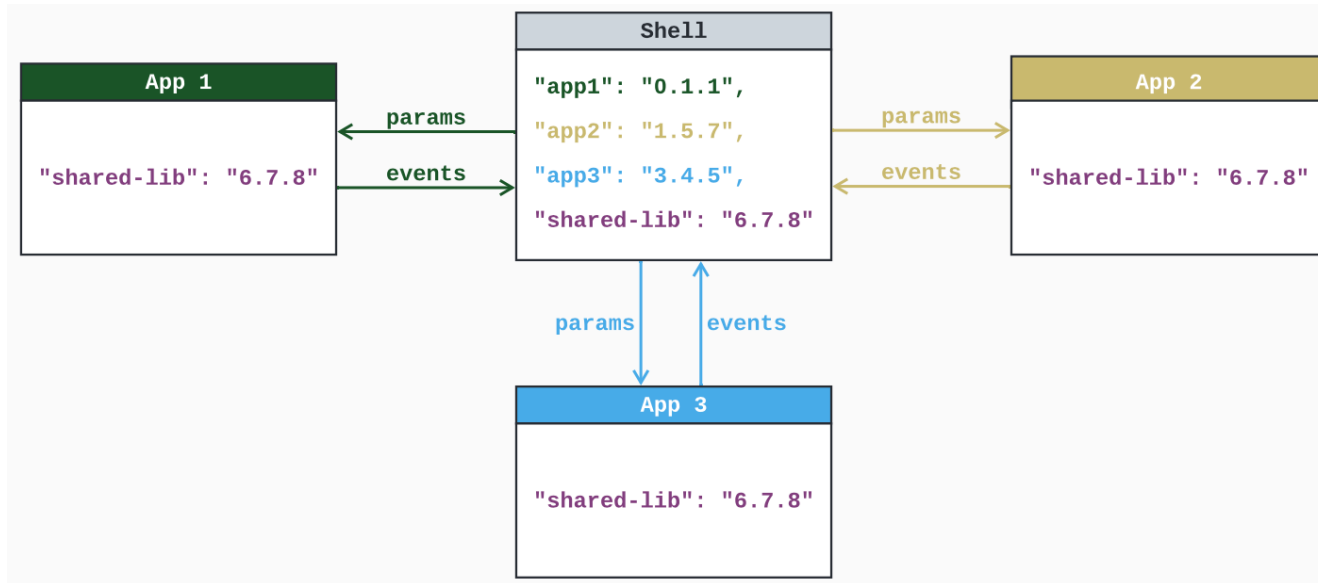 Shell
"app1": "0.1.1",
"app2": "1.5.7",
"app3": "3.4.5",
"shared-lib": "6.7.8"
App 1
"shared-lib": "6.7.8"
params
events
App 2
"shared-lib": "6.7.8"
params
events
params
events
App 3
"shared-lib": "6.7.8"